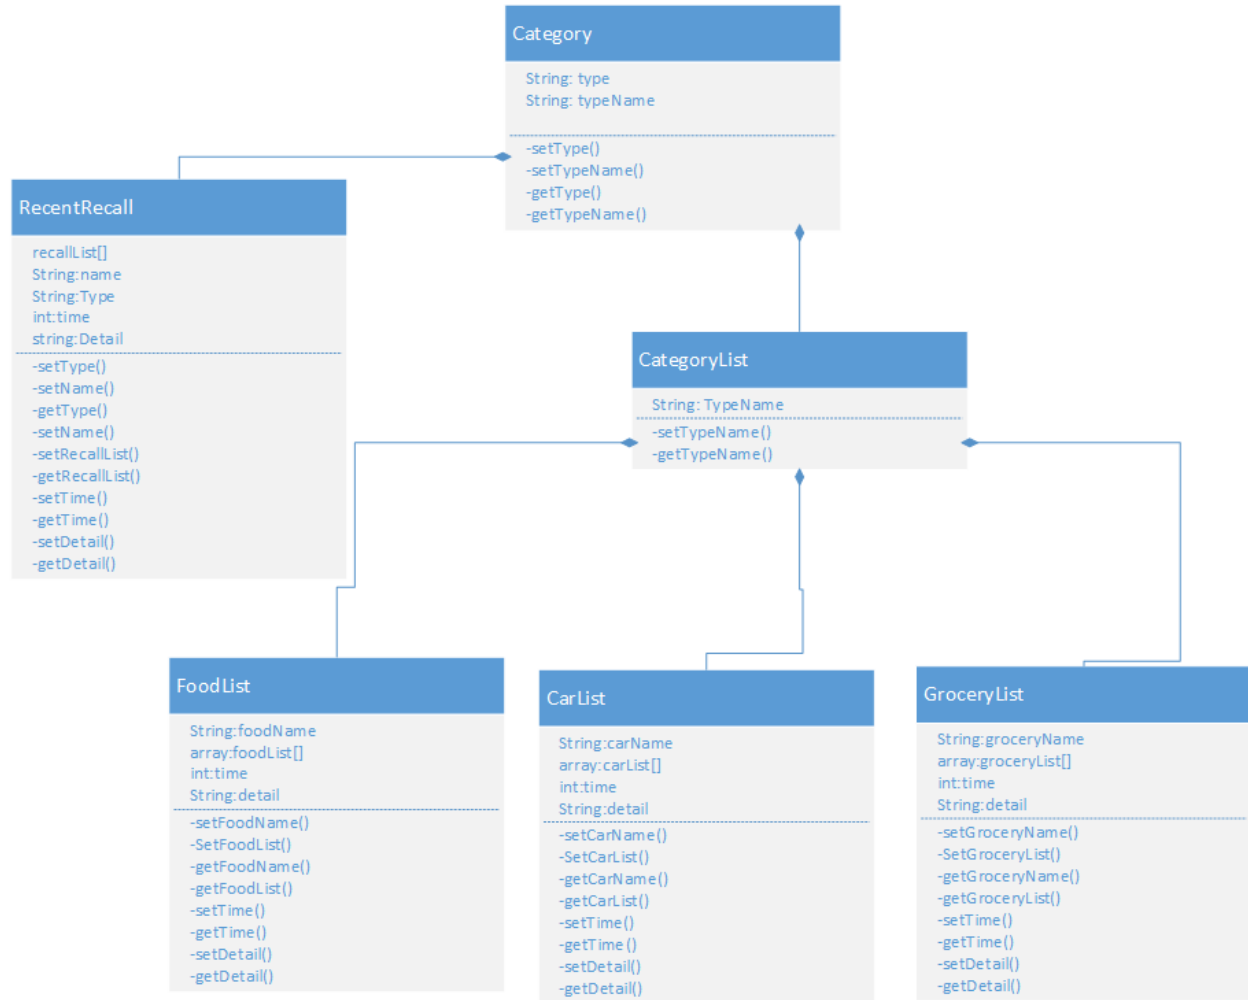 Category
String: type
String: typeName
-setType()
-setTypeName()
-getType()
-getTypeName()
RecentRecall
recallList[]
String:name
String:Type
int:time
string:Detail
-setType()
-setName()
-getType()
-setName()
-setRecallList()
-getRecallList()
-setTime()
-getTime()
-setDetail()
-getDetail()
CategoryList
String: TypeName
-setTypeName()
-getTypeName()
FoodList
String:foodName
array:foodList[]
int:time
String:detail
-setFoodName()
-SetFoodList()
-getFoodName()
-getFoodList()
-setTime()
-getTime()
-setDetail()
-getDetail()
CarList
String:carName
array:carList[]
int:time
String:detail
-setCarName()
-SetCarList()
-getCarName()
-getCarList()
-setTime()
-getTime()
-setDetail()
-getDetail()
GroceryList
String:groceryName
array:groceryList[]
int:time
String:detail
-setGroceryName()
-SetGroceryList()
-getGroceryName()
-getGroceryList()
-setTime()
-getTime()
-setDetail()
-getDetail()